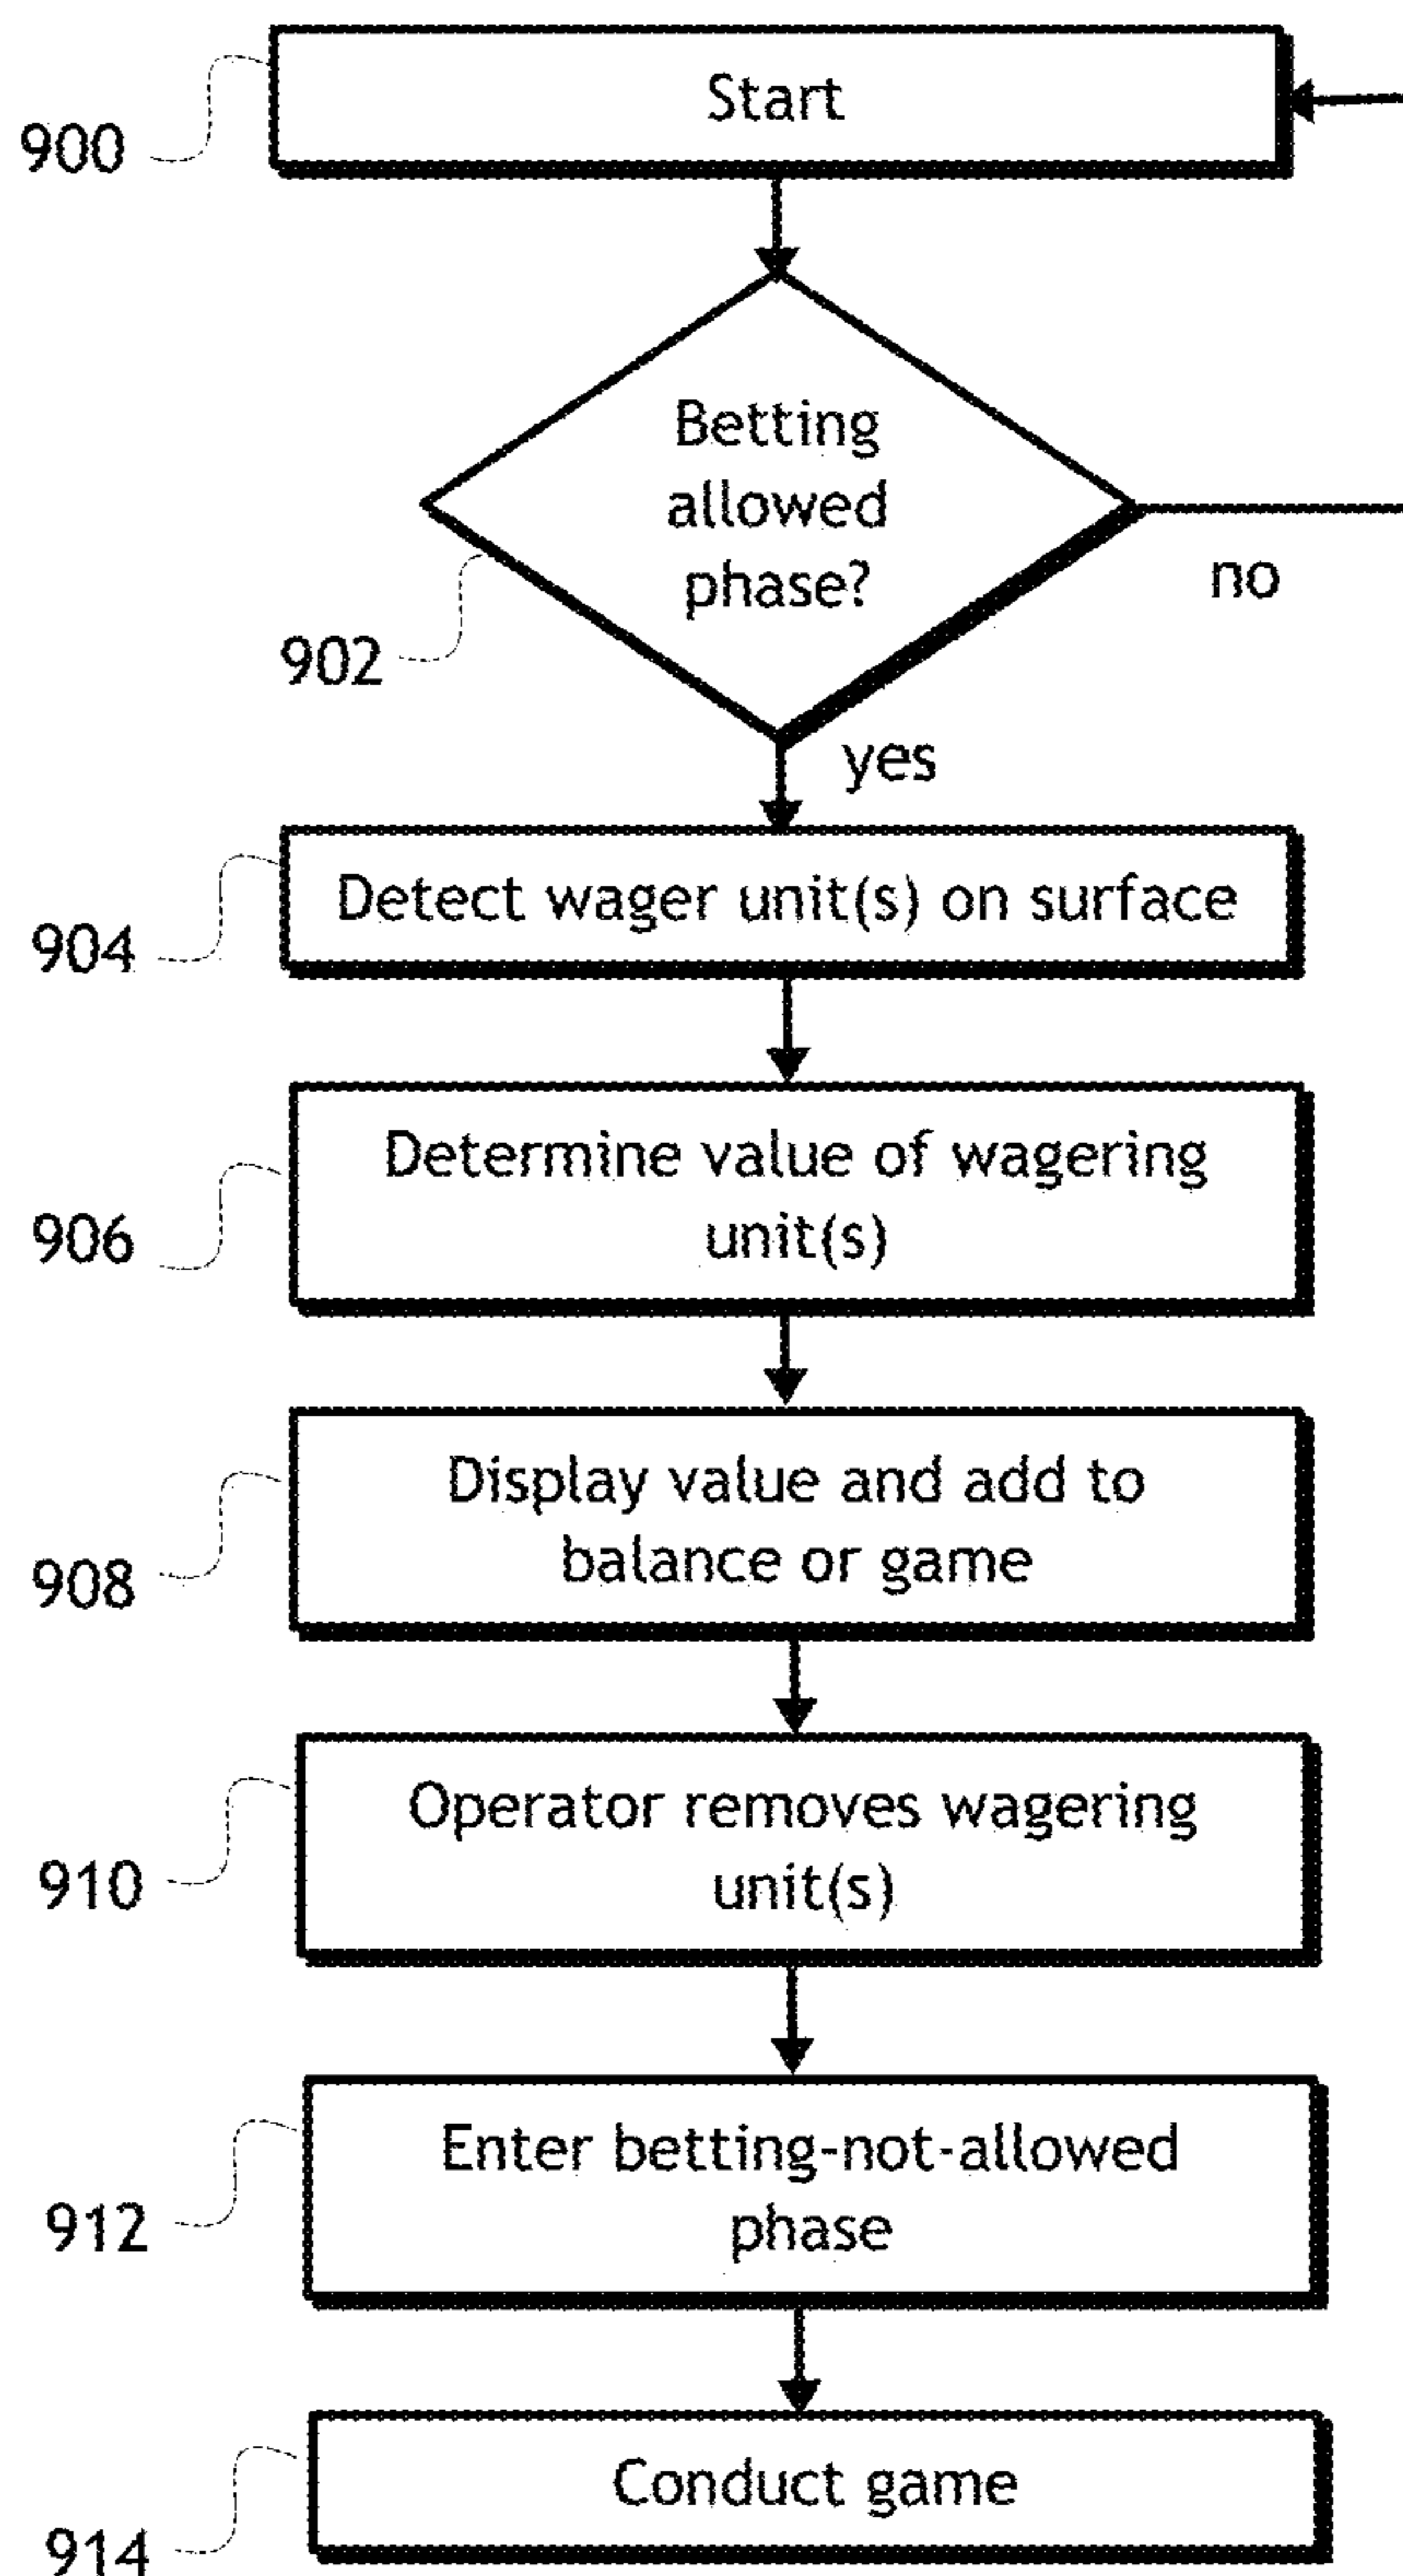 Start
900
Betting
allowed
phase?
no
902
yes
Detect wager unit(s) on surface
904
Determine value of wagering
unit(s)
906
Display value and add to
balance or game
908
Operator removes wagering
unit(s)
910
Enter betting-not-allowed
phase
912
Conduct game
914